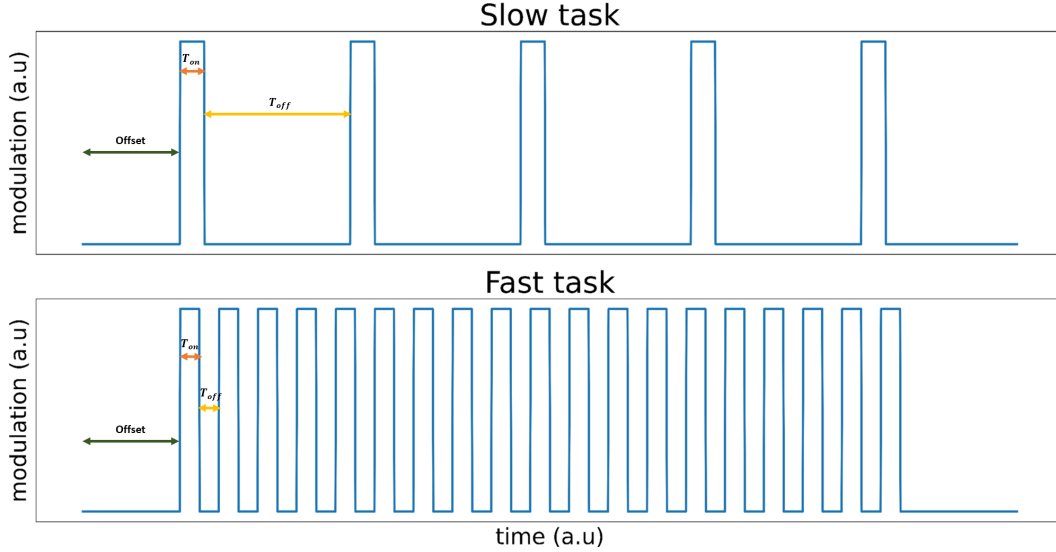 Slow task
modulation (a.u)
T_on
T_off
Offset
Fast task
modulation (a.u)
T_on
T_off
Offset
time (a.u)